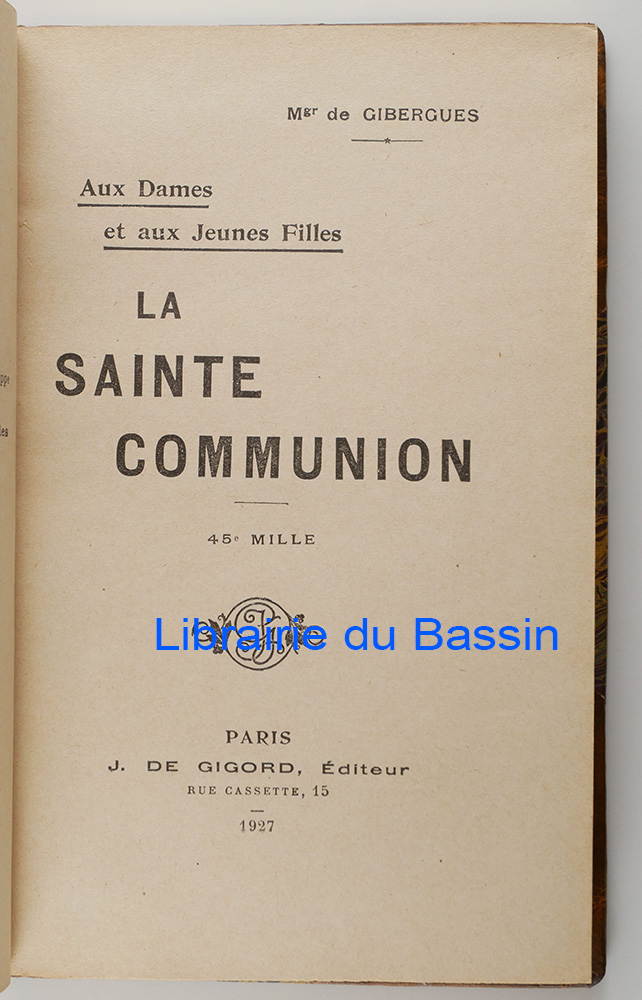 Mgr de GIBERGUES
Aux Dames
et aux Jeunes Filles
LA
SAINTE
COMMUNION
45e MILLE
Librairie du Bassin
PARIS
J. DE GIGORD, Éditeur
RUE CASSETTE, 15
1927